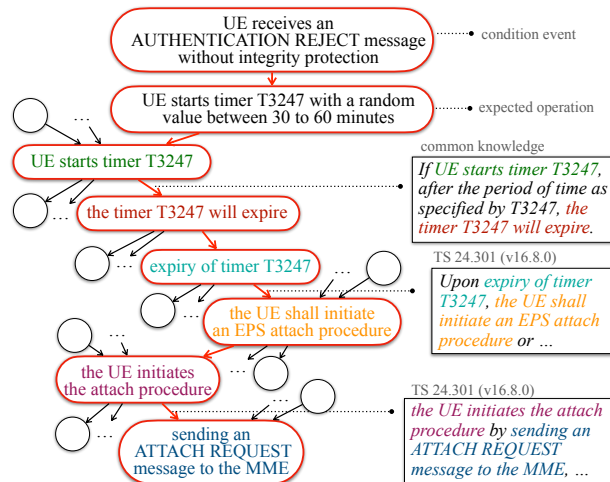 UE receives an
AUTHENTICATION REJECT message
without integrity protection
condition event
UE starts timer T3247 with a random
value between 30 to 60 minutes
expected operation
...
common knowledge
UE starts timer T3247
If UE starts timer T3247,
after the period of time as
specified by T3247, the
timer T3247 will expire.
...
the timer T3247 will expire
...
expiry of timer T3247
TS 24.301 (v16.8.0)
...
...
Upon expiry of timer
T3247, the UE shall
initiate an EPS attach
procedure or ...
the UE shall initiate
an EPS attach procedure
...
...
the UE initiates
the attach procedure
TS 24.301 (v16.8.0)
...
...
the UE initiates the attach
procedure by sending an
ATTACH REQUEST
message to the MME, ...
sending an
ATTACH REQUEST
message to the MME